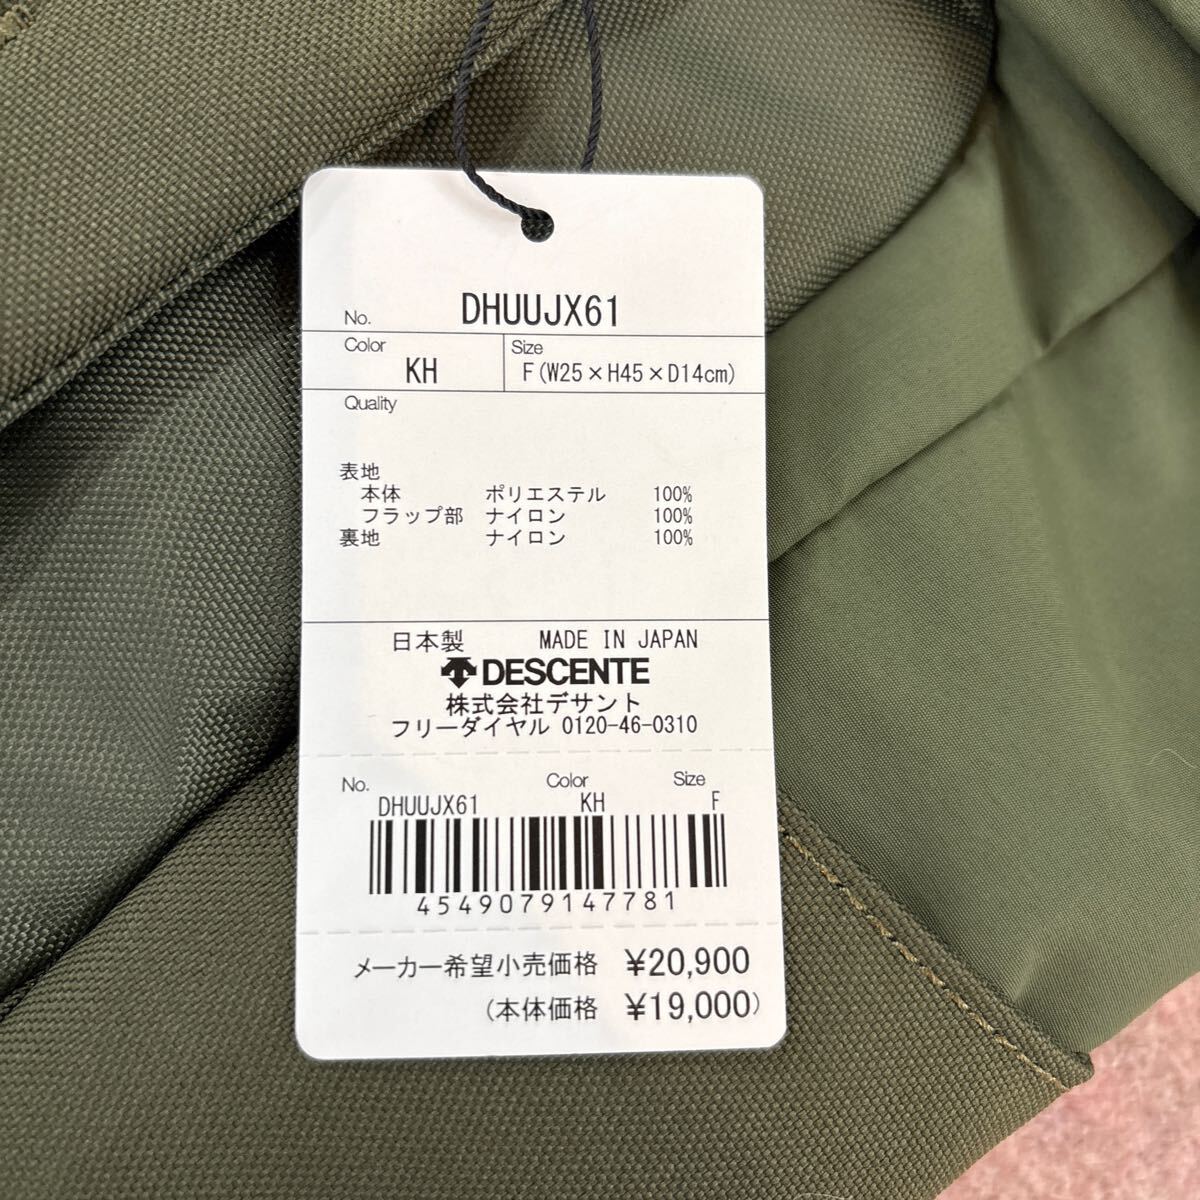 No. DHUUJX61
Color KH
Size F(W25×H45×D14cm)
Quality
表地
本体 ポリエステル 100%
フラップ部 ナイロン 100%
裏地 ナイロン 100%
日本製 MADE IN JAPAN
DESCENTE
株式会社デサント
フリーダイヤル 0120-46-0310
No. Color Size
DHUUJX61 KH F
4549079147781
メーカー希望小売価格 ¥20,900
(本体価格 ¥19,000)